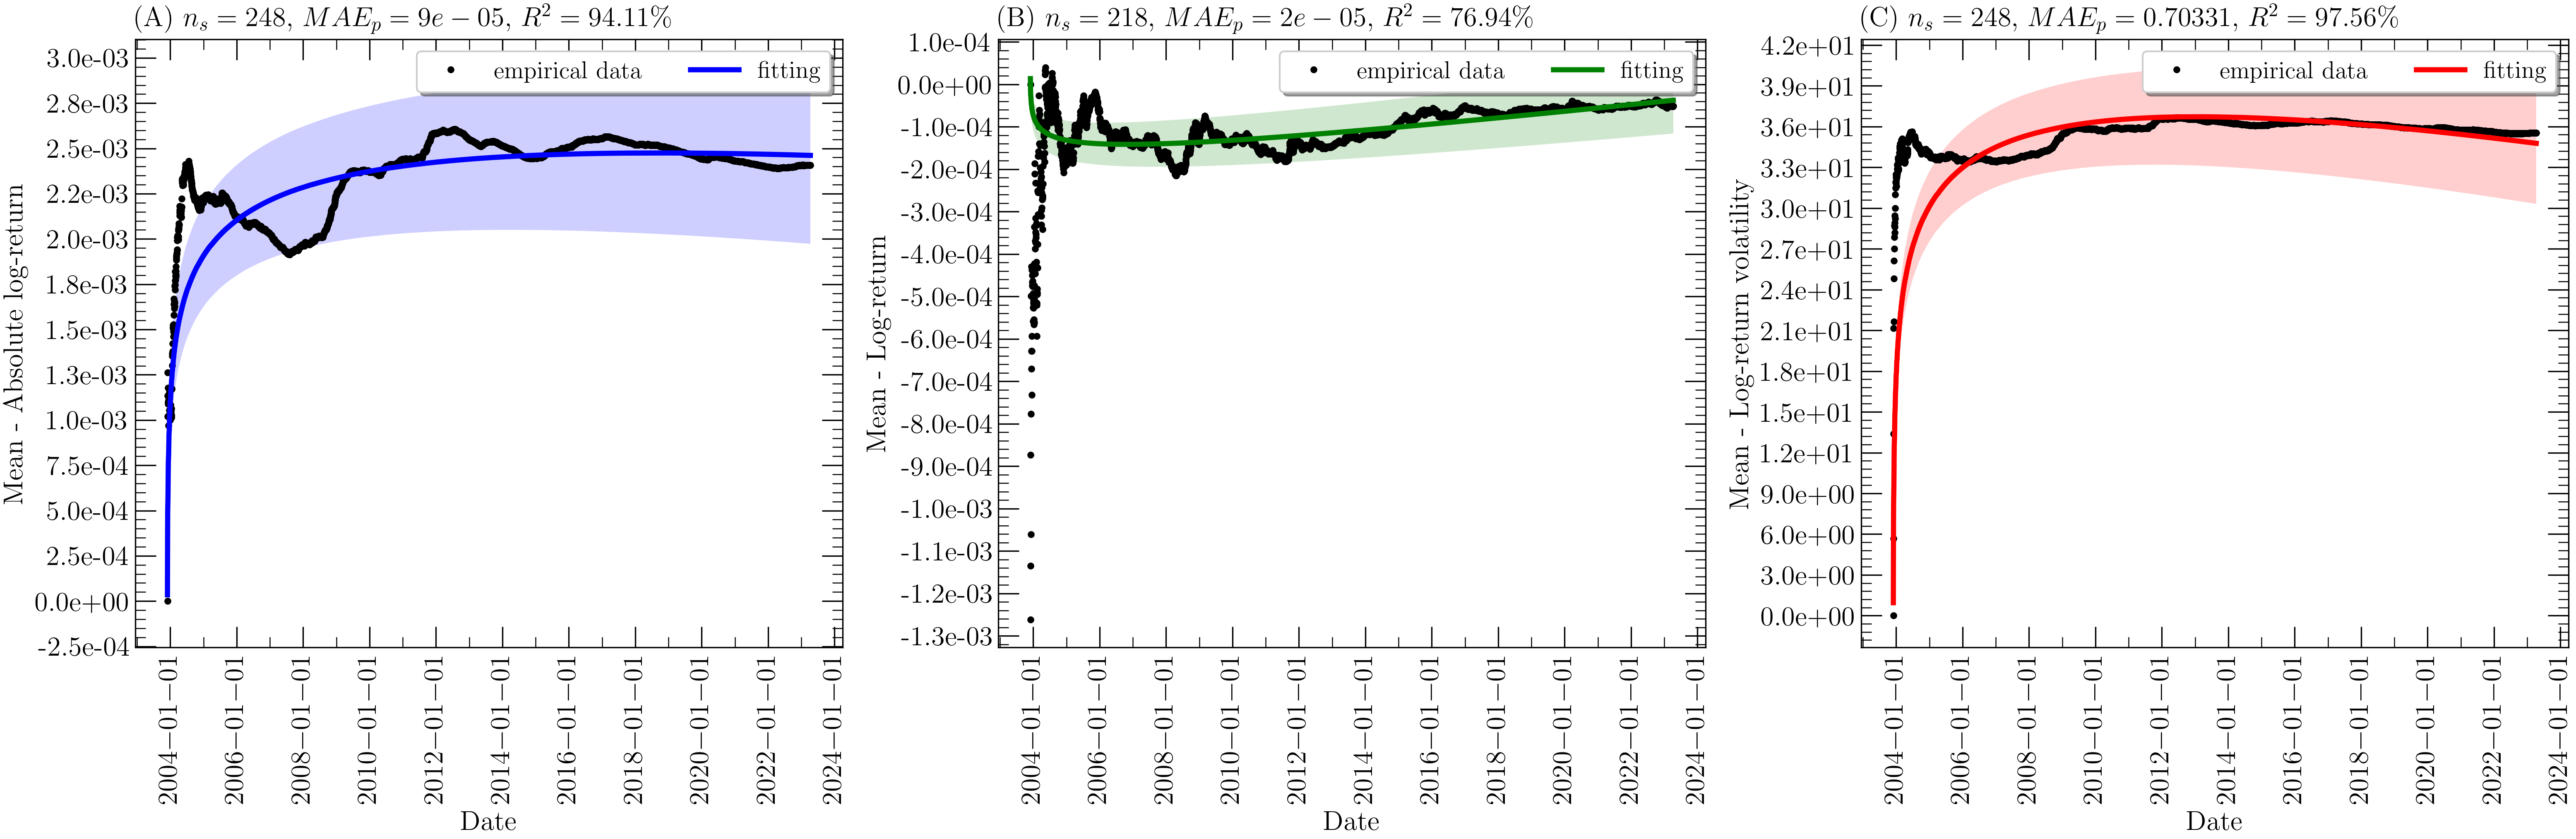 (A) n_s = 248, MAE_p = 9e − 05, R² = 94.11%
empirical data
fitting
3.0e-03
2.8e-03
2.5e-03
2.2e-03
2.0e-03
1.8e-03
1.5e-03
1.3e-03
1.0e-03
7.5e-04
5.0e-04
2.5e-04
0.0e+00
-2.5e-04
Mean - Absolute log-return
2004−01−01
2006−01−01
2008−01−01
2010−01−01
2012−01−01
2014−01−01
2016−01−01
2018−01−01
2020−01−01
2022−01−01
2024−01−01
Date
(B) n_s = 218, MAE_p = 2e − 05, R² = 76.94%
empirical data
fitting
1.0e-04
0.0e+00
-1.0e-04
-2.0e-04
-3.0e-04
-4.0e-04
-5.0e-04
-6.0e-04
-7.0e-04
-8.0e-04
-9.0e-04
-1.0e-03
-1.1e-03
-1.2e-03
-1.3e-03
Mean - Log-return
2004−01−01
2006−01−01
2008−01−01
2010−01−01
2012−01−01
2014−01−01
2016−01−01
2018−01−01
2020−01−01
2022−01−01
2024−01−01
Date
(C) n_s = 248, MAE_p = 0.70331, R² = 97.56%
empirical data
fitting
4.2e+01
3.9e+01
3.6e+01
3.3e+01
3.0e+01
2.7e+01
2.4e+01
2.1e+01
1.8e+01
1.5e+01
1.2e+01
9.0e+00
6.0e+00
3.0e+00
0.0e+00
Mean - Log-return volatility
2004−01−01
2006−01−01
2008−01−01
2010−01−01
2012−01−01
2014−01−01
2016−01−01
2018−01−01
2020−01−01
2022−01−01
2024−01−01
Date